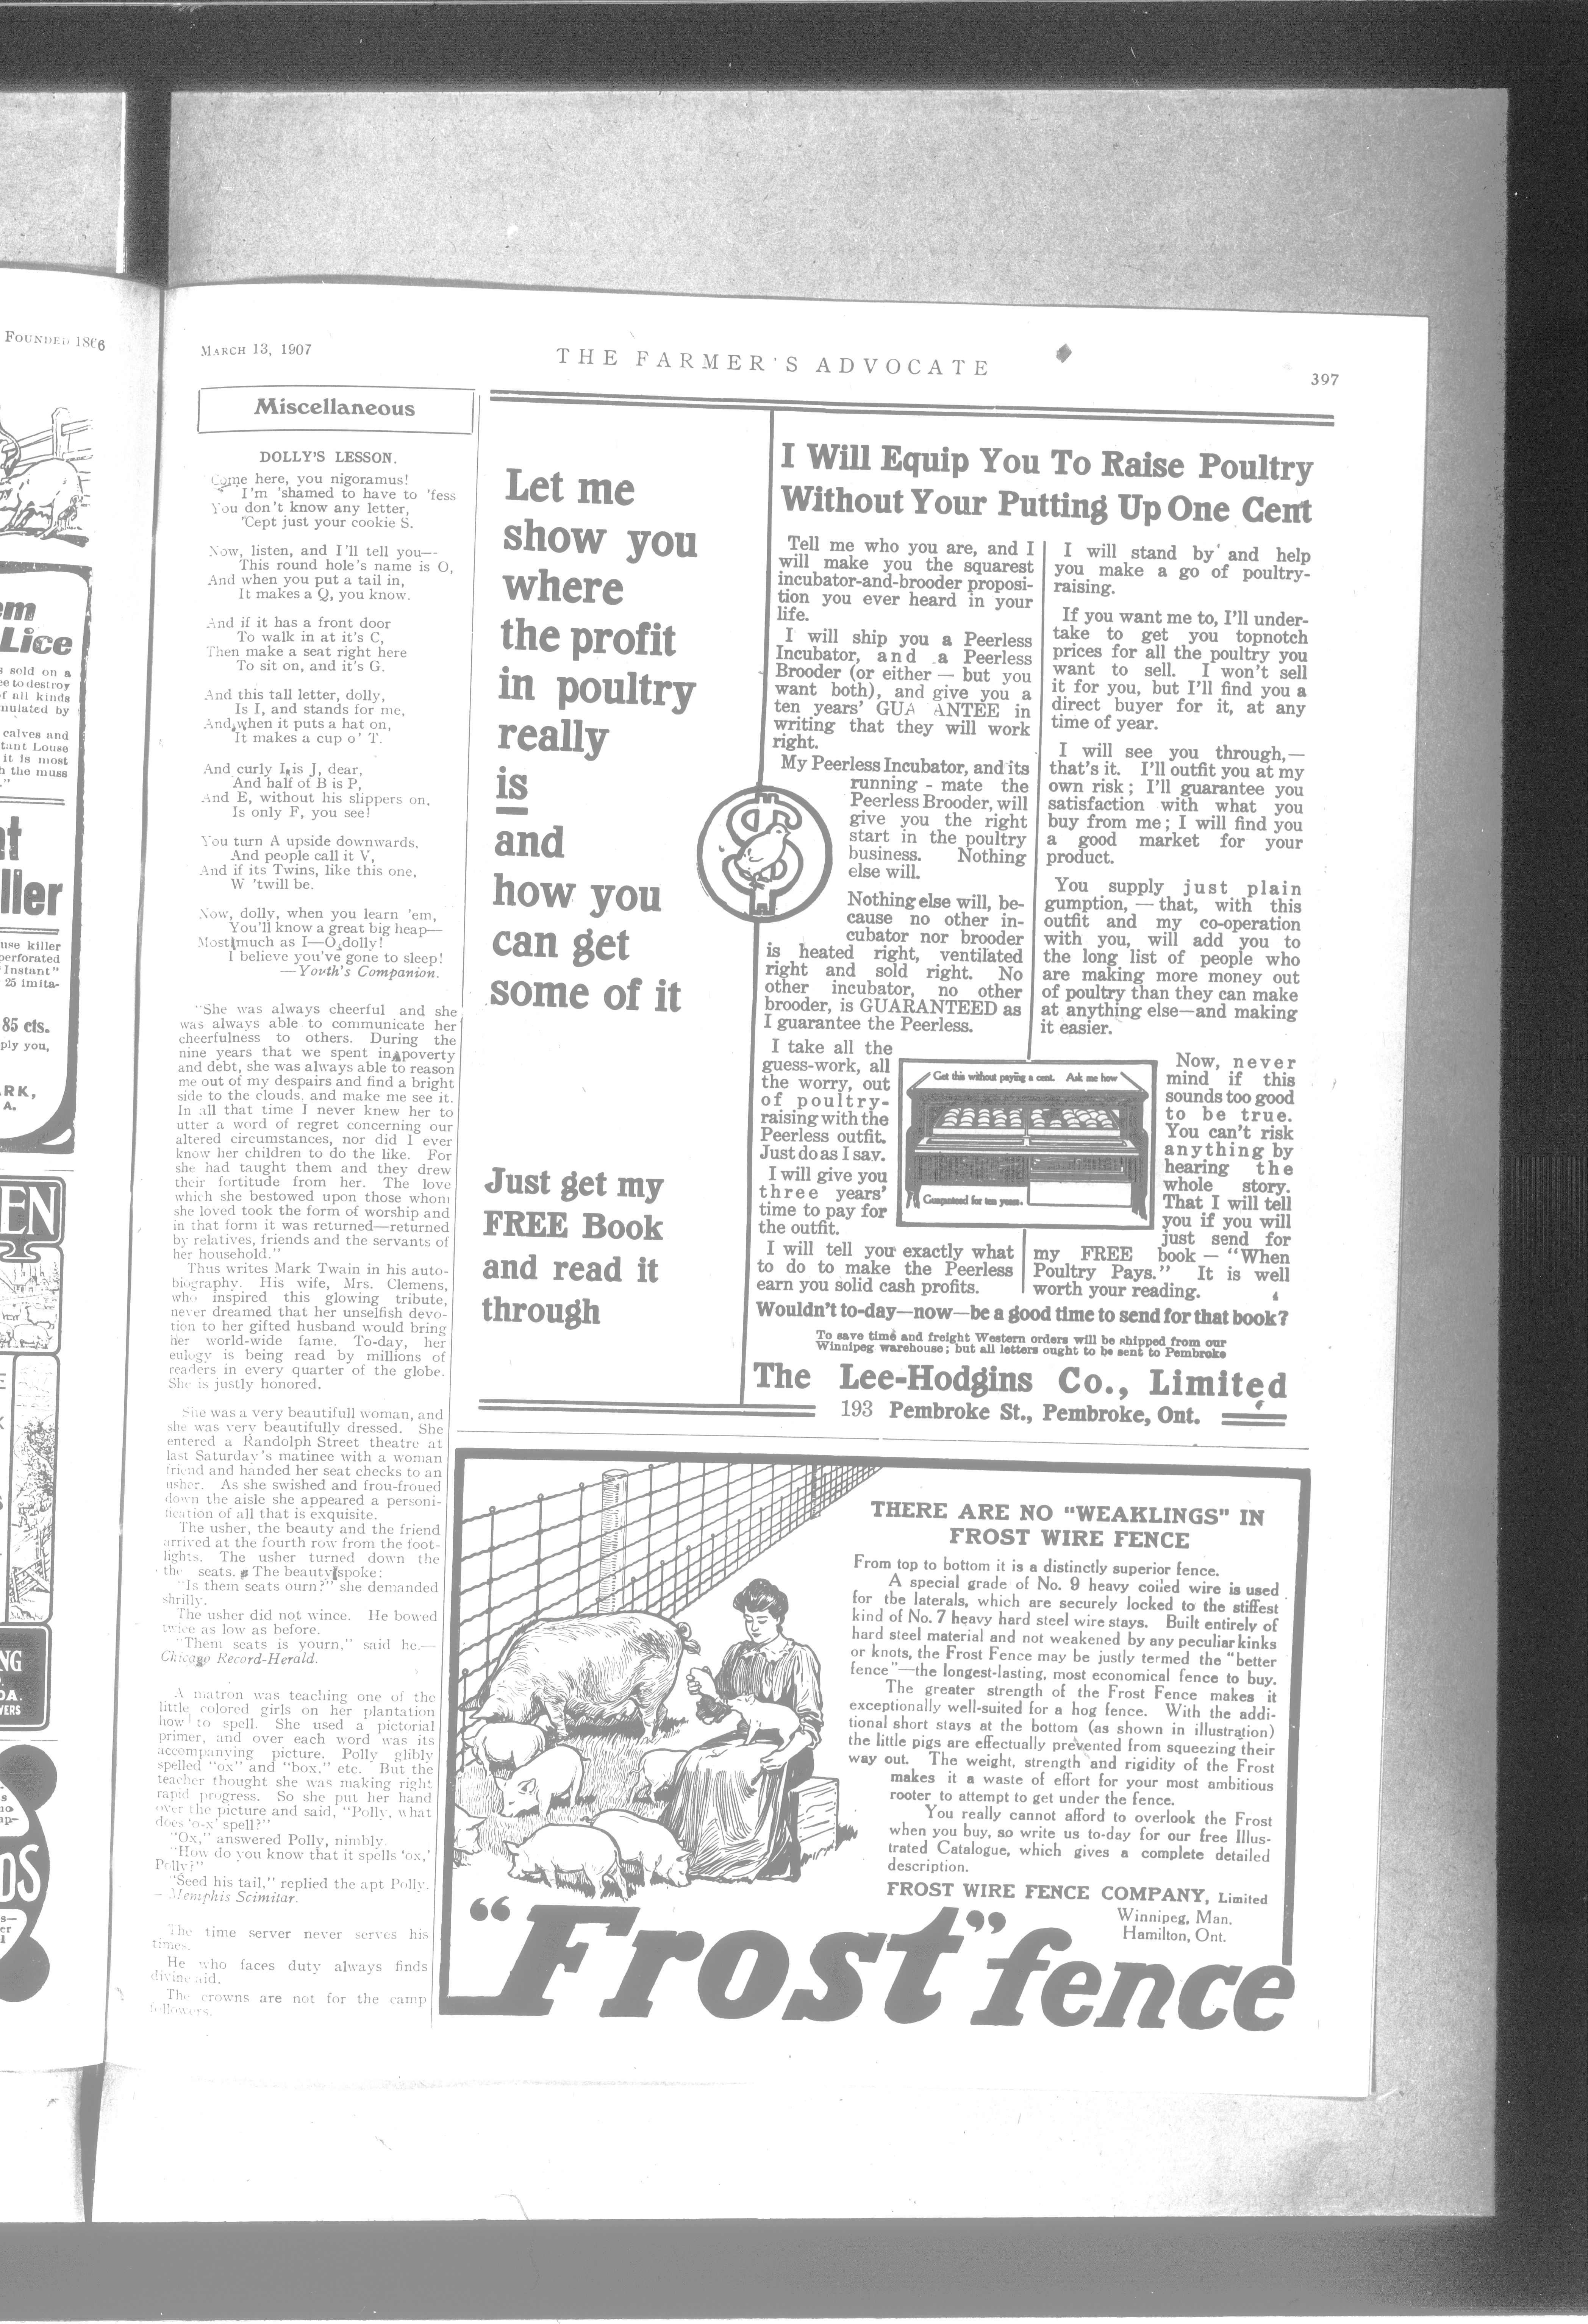 FOUNDED 1866
em
Lice
s sold on a
ee to destroy
of all kinds
nulated by
calves and
tant Louse
it is most
h the muss
ller
use killer
perforated
Instant"
25 imita-
85 cts.
ply you,
ARK,
A.
EN
NG
DA.
VERS
DS
MARCH 13, 1907
THE FARMER'S ADVOCATE
397
Miscellaneous
DOLLY'S LESSON.
Come here, you nigoramus!
I'm 'shamed to have to 'fess
You don't know any letter,
'Cept just your cookie S.
Now, listen, and I'll tell you—
This round hole's name is O,
And when you put a tail in,
It makes a Q, you know.
And if it has a front door
To walk in at it's C,
Then make a seat right here
To sit on, and it's G.
And this tall letter, dolly,
Is I, and stands for me,
And when it puts a hat on,
It makes a cup o' T.
And curly I is J, dear,
And half of B is P,
And E, without his slippers on,
Is only F, you see!
You turn A upside downwards,
And people call it V,
And if its Twins, like this one,
W 'twill be.
Now, dolly, when you learn 'em,
You'll know a great big heap—
Most much as I—O dolly!
I believe you've gone to sleep!
—Youth's Companion.
"She was always cheerful and she
was always able to communicate her
cheerfulness to others. During the
nine years that we spent in poverty
and debt, she was always able to reason
me out of my despairs and find a bright
side to the clouds, and make me see it.
In all that time I never knew her to
utter a word of regret concerning our
altered circumstances, nor did I ever
know her children to do the like. For
she had taught them and they drew
their fortitude from her. The love
which she bestowed upon those whom
she loved took the form of worship and
in that form it was returned—returned
by relatives, friends and the servants of
her household."
Thus writes Mark Twain in his auto-
biography. His wife, Mrs. Clemens,
who inspired this glowing tribute,
never dreamed that her unselfish devo-
tion to her gifted husband would bring
her world-wide fame. To-day, her
eulogy is being read by millions of
readers in every quarter of the globe.
She is justly honored.
She was a very beautifull woman, and
she was very beautifully dressed. She
entered a Randolph Street theatre at
last Saturday's matinee with a woman
friend and handed her seat checks to an
usher. As she swished and frou-froued
down the aisle she appeared a personi-
fication of all that is exquisite.
The usher, the beauty and the friend
arrived at the fourth row from the foot-
lights. The usher turned down the
the seats. The beauty spoke:
"Is them seats ourn?" she demanded
shrilly.
The usher did not wince. He bowed
twice as low as before.
"Them seats is yourn," said he.—
Chicago Record-Herald.
A matron was teaching one of the
little colored girls on her plantation
how to spell. She used a pictorial
primer, and over each word was its
accompanying picture. Polly glibly
spelled "ox" and "box," etc. But the
teacher thought she was making right
rapid progress. So she put her hand
over the picture and said, "Polly, what
does 'o-x' spell?"
"Ox," answered Polly, nimbly.
"How do you know that it spells 'ox,'
Polly?"
"Seed his tail," replied the apt Polly.
— Memphis Scimitar.
The time server never serves his
times.
He who faces duty always finds
divine aid.
The crowns are not for the camp
followers.
Let me
show you
where
the profit
in poultry
really
is
and
how you
can get
some of it
Just get my
FREE Book
and read it
through
I Will Equip You To Raise Poultry
Without Your Putting Up One Cent
Tell me who you are, and I
will make you the squarest
incubator-and-brooder proposi-
tion you ever heard in your
life.
I will ship you a Peerless
Incubator, and a Peerless
Brooder (or either — but you
want both), and give you a
ten years' GUA ANTEE in
writing that they will work
right.
My Peerless Incubator, and its
running - mate the
Peerless Brooder, will
give you the right
start in the poultry
business. Nothing
else will.
Nothing else will, be-
cause no other in-
cubator nor brooder
is heated right, ventilated
right and sold right. No
other incubator, no other
brooder, is GUARANTEED as
I guarantee the Peerless.
I take all the
guess-work, all
the worry, out
of poultry-
raising with the
Peerless outfit.
Just do as I say.
I will give you
three years'
time to pay for
the outfit.
I will tell you exactly what
to do to make the Peerless
earn you solid cash profits.
I will stand by and help
you make a go of poultry-
raising.
If you want me to, I'll under-
take to get you topnotch
prices for all the poultry you
want to sell. I won't sell
it for you, but I'll find you a
direct buyer for it, at any
time of year.
I will see you through,—
that's it. I'll outfit you at my
own risk; I'll guarantee you
satisfaction with what you
buy from me; I will find you
a good market for your
product.
You supply just plain
gumption, — that, with this
outfit and my co-operation
with you, will add you to
the long list of people who
are making more money out
of poultry than they can make
at anything else—and making
it easier.
Get this without paying a cent. Ask me how
Guaranteed for ten years.
Now, never
mind if this
sounds too good
to be true.
You can't risk
anything by
hearing the
whole story.
That I will tell
you if you will
just send for
my FREE book — "When
Poultry Pays." It is well
worth your reading.
Wouldn't to-day—now—be a good time to send for that book?
To save time and freight Western orders will be shipped from our
Winnipeg warehouse; but all letters ought to be sent to Pembroke
The Lee-Hodgins Co., Limited
193 Pembroke St., Pembroke, Ont.
THERE ARE NO "WEAKLINGS" IN
FROST WIRE FENCE
From top to bottom it is a distinctly superior fence.
A special grade of No. 9 heavy coiled wire is used
for the laterals, which are securely locked to the stiffest
kind of No. 7 heavy hard steel wire stays. Built entirely of
hard steel material and not weakened by any peculiar kinks
or knots, the Frost Fence may be justly termed the "better
fence"—the longest-lasting, most economical fence to buy.
The greater strength of the Frost Fence makes it
exceptionally well-suited for a hog fence. With the addi-
tional short stays at the bottom (as shown in illustration)
the little pigs are effectually prevented from squeezing their
way out. The weight, strength and rigidity of the Frost
makes it a waste of effort for your most ambitious
rooter to attempt to get under the fence.
You really cannot afford to overlook the Frost
when you buy, so write us to-day for our free Illus-
trated Catalogue, which gives a complete detailed
description.
FROST WIRE FENCE COMPANY, Limited
Winnipeg, Man.
Hamilton, Ont.
"Frost" fence